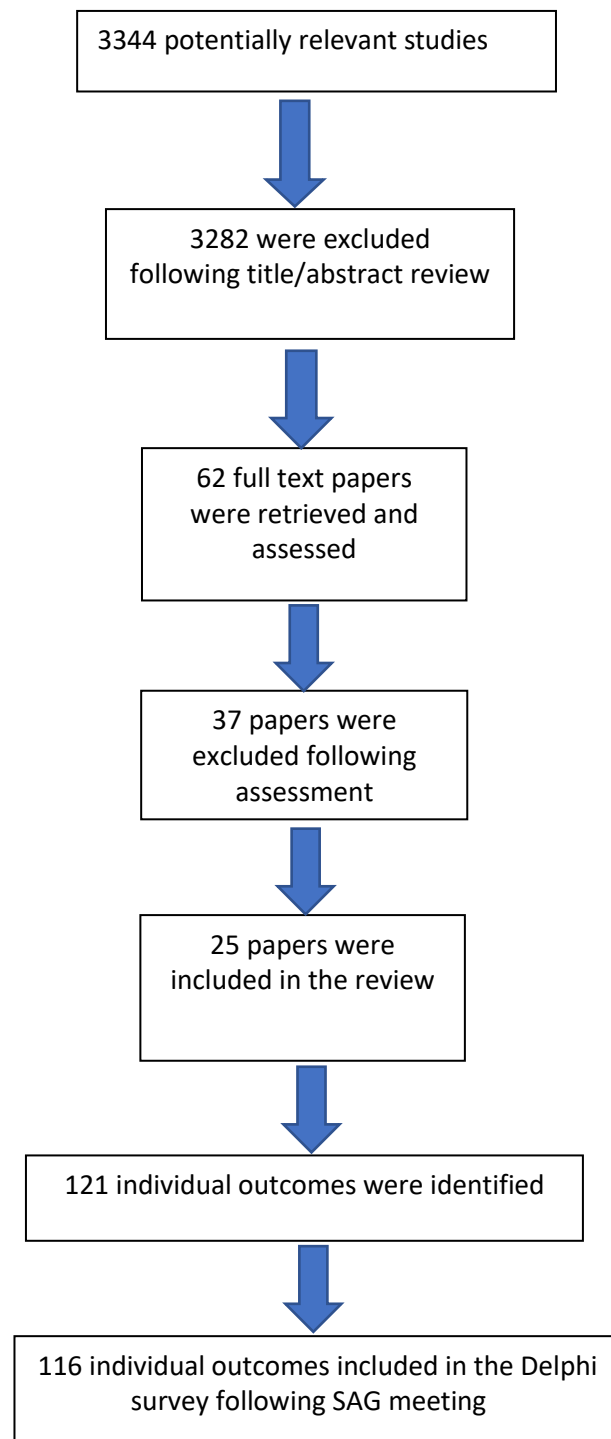 3344 potentially relevant studies
3282 were excluded
following title/abstract review
62 full text papers
were retrieved and
assessed
37 papers were
excluded following
assessment
25 papers were
included in the review
121 individual outcomes were identified
116 individual outcomes included in the Delphi
survey following SAG meeting